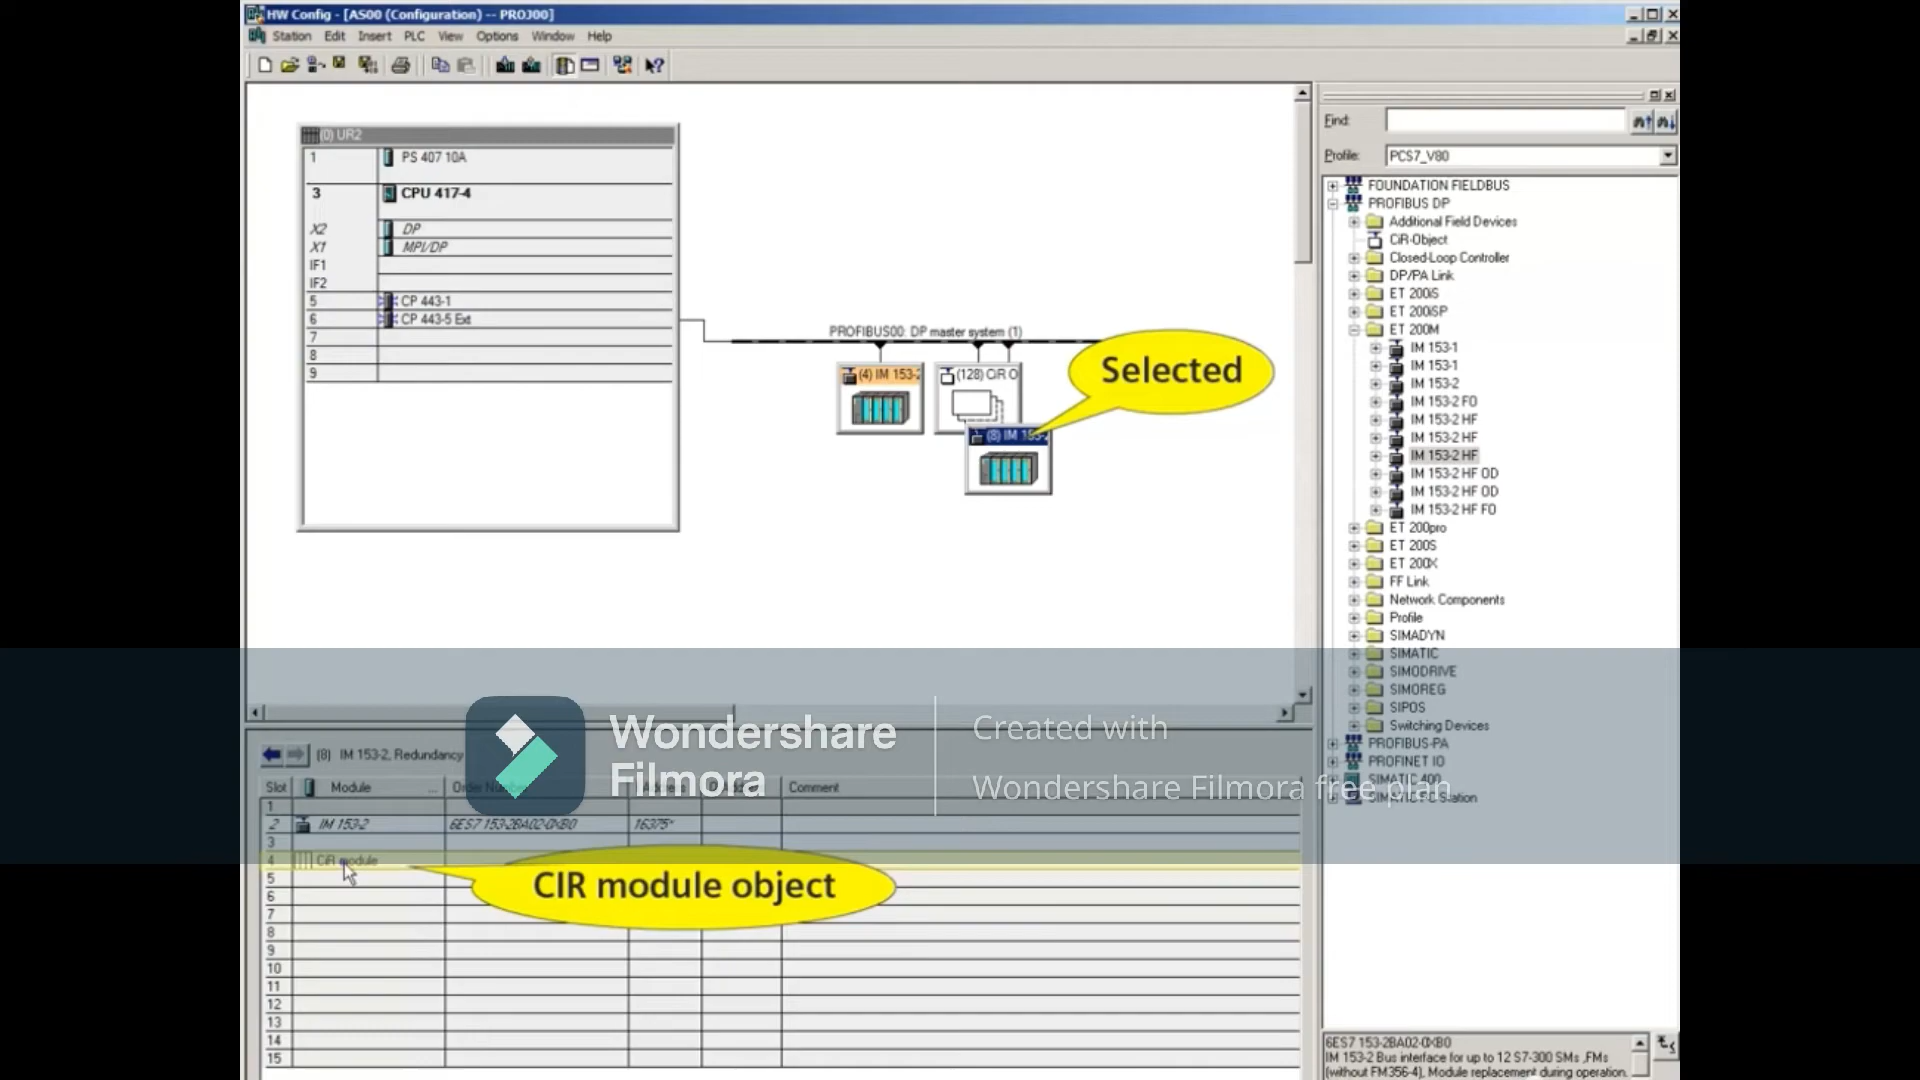 HW Config - [AS00 (Configuration) -- PROJ00]
Station Edit Insert PLC View Options Window Help
(0) UR2
1 PS 407 10A
3 CPU 417-4
X2 DP
X1 MPI/DP
IF1
IF2
5 CP 443-1
6 CP 443-5 Ext
7
8
9
PROFIBUS00: DP master system (1)
(4) IM 153-2
(128) CiR O
Selected
(8) IM 153-2
Find:
Profile: PCS7_V80
FOUNDATION FIELDBUS
PROFIBUS DP
Additional Field Devices
CiR-Object
Closed-Loop Controller
DP/PA Link
ET 200iS
ET 200iSP
ET 200M
IM 153-1
IM 153-1
IM 153-2
IM 153-2 FO
IM 153-2 HF
IM 153-2 HF
IM 153-2 HF
IM 153-2 HF OD
IM 153-2 HF OD
IM 153-2 HF FO
ET 200pro
ET 200S
ET 200X
FF Link
Network Components
Profile
SIMADYN
SIMATIC
SIMODRIVE
SIMOREG
SIPOS
Switching Devices
PROFIBUS-PA
PROFINET IO
SIMATIC 400
SIMATIC PC Station
Wondershare
Filmora
Created with
Wondershare Filmora free plan
(8) IM 153-2, Redundancy
Slot Module ... Comment
1
2 IM 153-2 6ES7 153-2BA02-0XB0 16375*
3
4 CiR module
CIR module object
5
6
7
8
9
10
11
12
13
14
15
6ES7 153-2BA02-0XB0
IM 153-2 Bus interface for up to 12 S7-300 SMs ,FMs
(without FM356-4), Module replacement during operation.